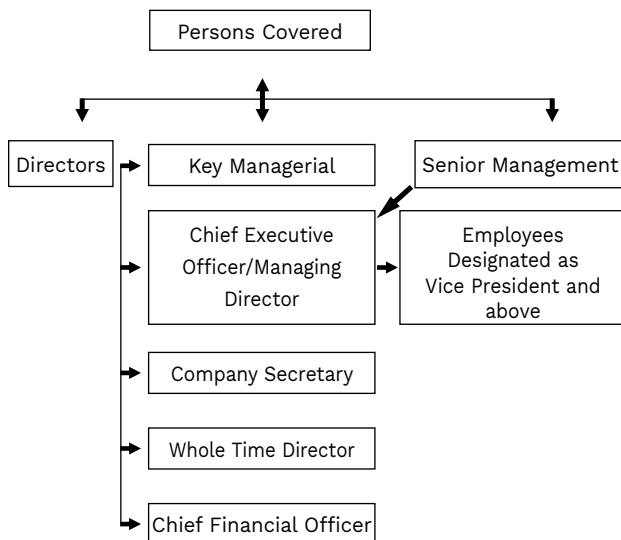 Persons Covered
Directors
Key Managerial
Senior Management
Chief Executive
Officer/Managing
Director
Employees
Designated as
Vice President and
above
Company Secretary
Whole Time Director
Chief Financial Officer